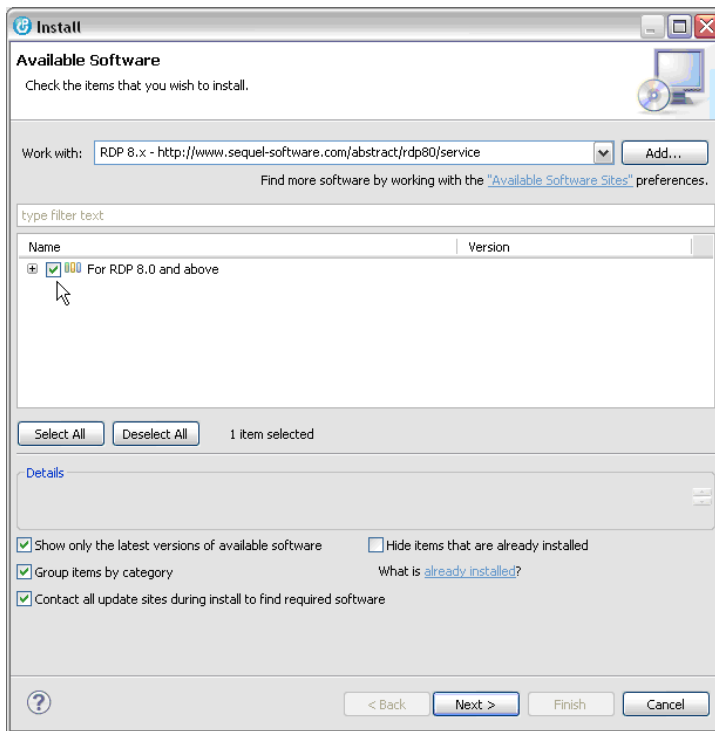 Install
Available Software
Check the items that you wish to install.
Work with: RDP 8.x - http://www.sequel-software.com/abstract/rdp80/service Add...
Find more software by working with the "Available Software Sites" preferences.
type filter text
Name Version
For RDP 8.0 and above
Select All Deselect All 1 item selected
Details
Show only the latest versions of available software Hide items that are already installed
Group items by category What is already installed?
Contact all update sites during install to find required software
? < Back Next > Finish Cancel